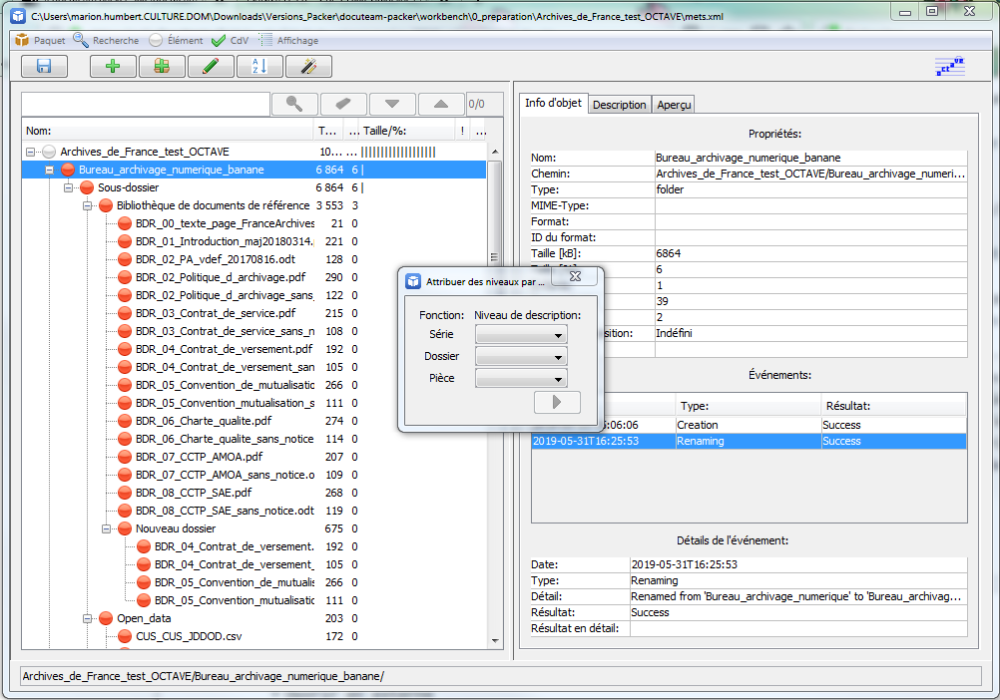 C:\Users\marion.humbert.CULTURE.DOM\Downloads\Versions_Packer\docuteam-packer\workbench\0_preparation\Archives_de_France_test_OCTAVE\mets.xml
Paquet Recherche Élément CdV Affichage
octave
0/0
Nom: T... ... Taille/%: ! ...
Archives_de_France_test_OCTAVE 10... ...
Bureau_archivage_numerique_banane 6 864 6
Sous-dossier 6 864 6
Bibliothèque de documents de référence 3 553 3
BDR_00_texte_page_FranceArchives 21 0
BDR_01_Introduction_maj20180314. 221 0
BDR_02_PA_vdef_20170816.odt 128 0
BDR_02_Politique_d_archivage.pdf 290 0
BDR_02_Politique_d_archivage_sans_ 122 0
BDR_03_Contrat_de_service.pdf 215 0
BDR_03_Contrat_de_service_sans_n 108 0
BDR_04_Contrat_de_versement.pdf 192 0
BDR_04_Contrat_de_versement_san 105 0
BDR_05_Convention_de_mutualisatio 266 0
BDR_05_Convention_mutualisation_s 111 0
BDR_06_Charte_qualite.pdf 274 0
BDR_06_Charte_qualite_sans_notice 114 0
BDR_07_CCTP_AMOA.pdf 207 0
BDR_07_CCTP_AMOA_sans_notice.o 109 0
BDR_08_CCTP_SAE.pdf 268 0
BDR_08_CCTP_SAE_sans_notice.odt 119 0
Nouveau dossier 675 0
BDR_04_Contrat_de_versement. 192 0
BDR_04_Contrat_de_versement_ 105 0
BDR_05_Convention_de_mutualis 266 0
BDR_05_Convention_mutualisatic 111 0
Open_data 203 0
CUS_CUS_JDDOD.csv 172 0
Attribuer des niveaux par ...
Fonction: Niveau de description:
Série
Dossier
Pièce
Info d'objet Description Aperçu
Propriétés:
Nom: Bureau_archivage_numerique_banane
Chemin: Archives_de_France_test_OCTAVE/Bureau_archivage_numeri...
Type: folder
MIME-Type:
Format:
ID du format:
Taille [kB]: 6864
6
1
39
2
sition: Indéfini
Événements:
Type: Résultat:
5:06:06 Creation Success
2019-05-31T16:25:53 Renaming Success
Détails de l'événement:
Date: 2019-05-31T16:25:53
Type: Renaming
Détail: Renamed from 'Bureau_archivage_numerique' to 'Bureau_archivag...
Résultat: Success
Résultat en détail:
Archives_de_France_test_OCTAVE/Bureau_archivage_numerique_banane/